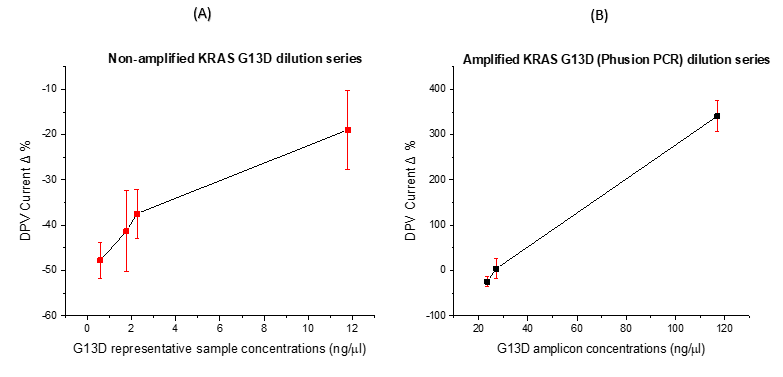 (A)
Non-amplified KRAS G13D dilution series
-10
-20
-30
-40
-50
-60
DPV Current Δ %
0 2 4 6 8 10 12
G13D representative sample concentrations (ng/µl)
(B)
Amplified KRAS G13D (Phusion PCR) dilution series
400
300
200
100
0
-100
DPV Current Δ %
20 40 60 80 100 120
G13D amplicon concentrations (ng/µl)